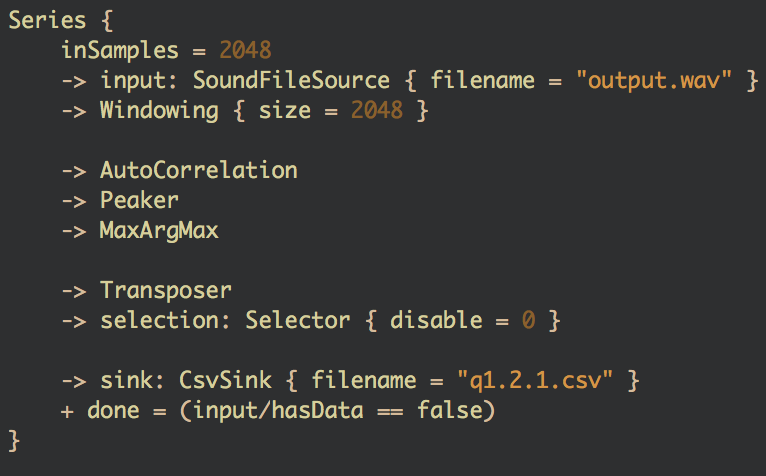 Series {
    inSamples = 2048
    -> input: SoundFileSource { filename = "output.wav" }
    -> Windowing { size = 2048 }

    -> AutoCorrelation
    -> Peaker
    -> MaxArgMax

    -> Transposer
    -> selection: Selector { disable = 0 }

    -> sink: CsvSink { filename = "q1.2.1.csv" }
    + done = (input/hasData == false)
}